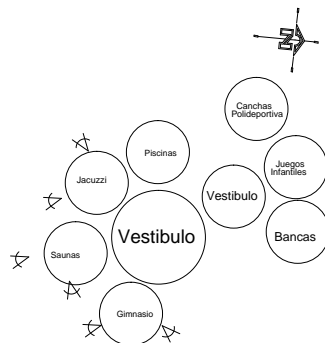 N
Canchas
Polideportiva
Piscinas
Juegos
Infantiles
Jacuzzi
Vestibulo
Vestibulo
Bancas
Saunas
Gimnasio